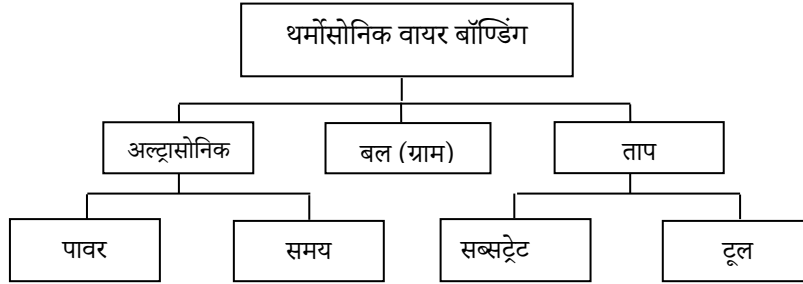 थर्मोसोनिक वायर बॉण्डिंग
अल्ट्रासोनिक
बल (ग्राम)
ताप
पावर
समय
सब्सट्रेट
टूल